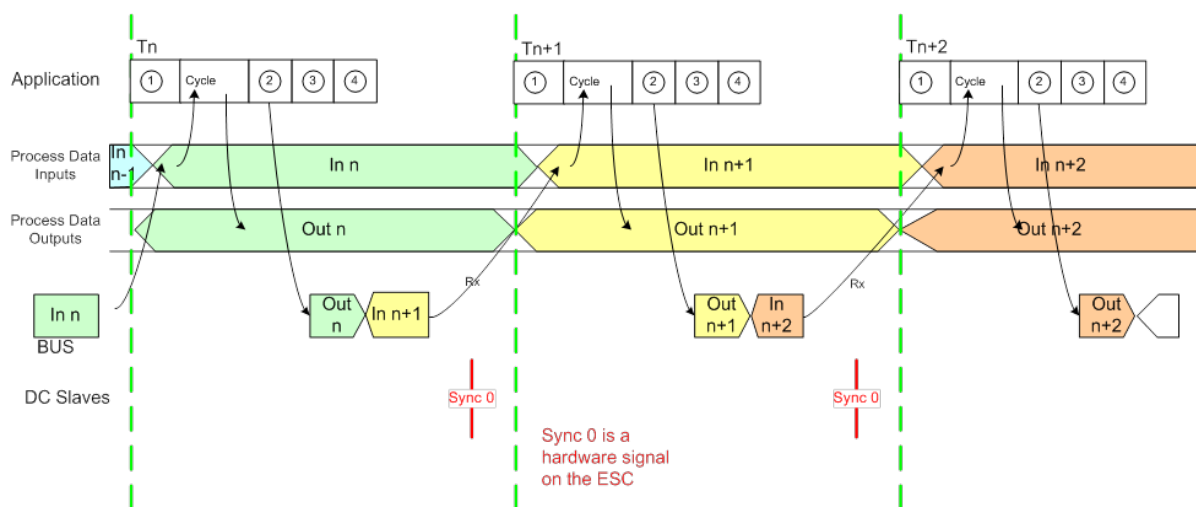 Tn
Tn+1
Tn+2
Application
① Cycle ② ③ ④
① Cycle ② ③ ④
① Cycle ② ③ ④
Process Data
Inputs
In
n-1
In n
In n+1
In n+2
Process Data
Outputs
Out n
Out n+1
Out n+2
Rx
Rx
In n
BUS
Out
n
In n+1
Out
n+1
In
n+2
Out
n+2
DC Slaves
Sync 0
Sync 0
Sync 0 is a
hardware signal
on the ESC